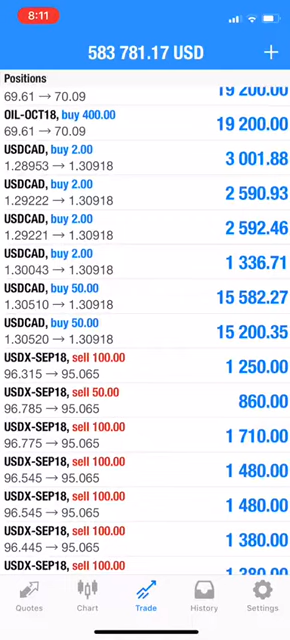 8:11
583 781.17 USD
+
Positions
69.61 → 70.09
19 200.00
OIL-OCT18, buy 400.00
69.61 → 70.09
19 200.00
USDCAD, buy 2.00
1.28953 → 1.30918
3 001.88
USDCAD, buy 2.00
1.29222 → 1.30918
2 590.93
USDCAD, buy 2.00
1.29221 → 1.30918
2 592.46
USDCAD, buy 2.00
1.30043 → 1.30918
1 336.71
USDCAD, buy 50.00
1.30510 → 1.30918
15 582.27
USDCAD, buy 50.00
1.30520 → 1.30918
15 200.35
USDX-SEP18, sell 100.00
96.315 → 95.065
1 250.00
USDX-SEP18, sell 50.00
96.785 → 95.065
860.00
USDX-SEP18, sell 100.00
96.775 → 95.065
1 710.00
USDX-SEP18, sell 100.00
96.545 → 95.065
1 480.00
USDX-SEP18, sell 100.00
96.545 → 95.065
1 480.00
USDX-SEP18, sell 100.00
96.445 → 95.065
1 380.00
USDX-SEP18, sell 100.00
1 380.00
Quotes
Chart
Trade
History
Settings